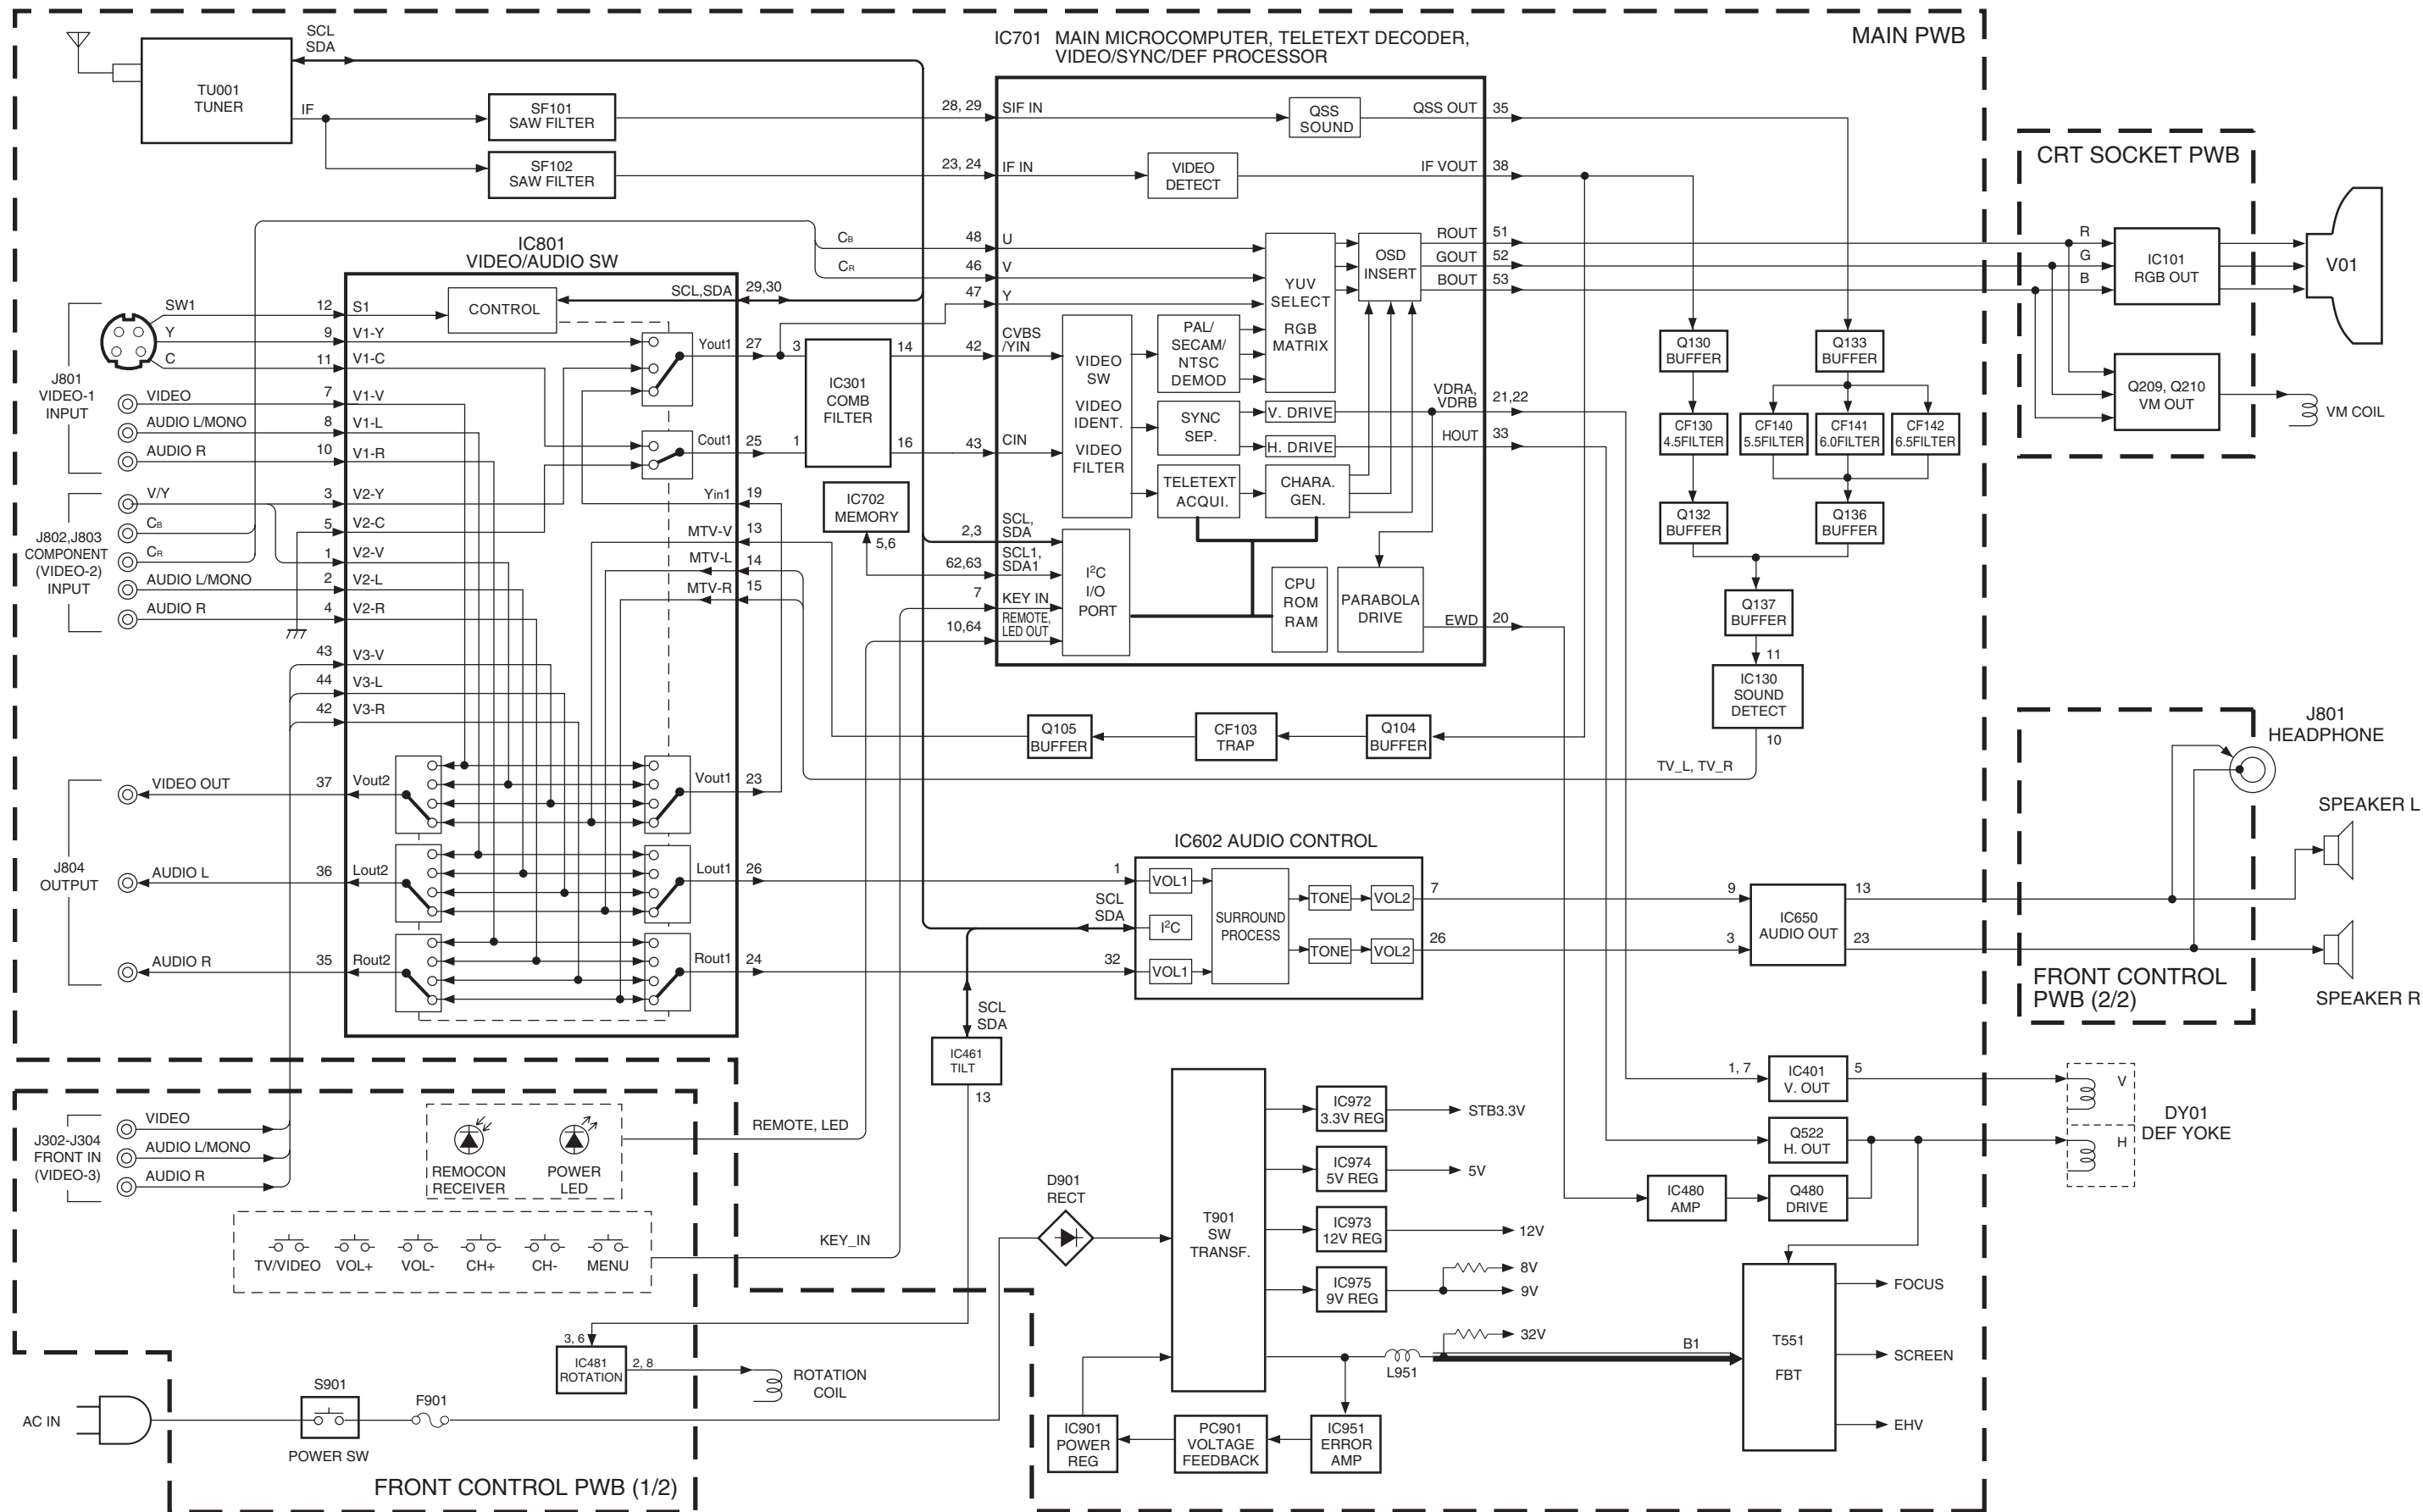 MAIN PWB
IC701 MAIN MICROCOMPUTER, TELETEXT DECODER,
VIDEO/SYNC/DEF PROCESSOR
SCL
SDA
TU001
TUNER
IF
SF101
SAW FILTER
SF102
SAW FILTER
28, 29
SIF IN
QSS
SOUND
QSS OUT
35
23, 24
IF IN
VIDEO
DETECT
IF VOUT
38
CB
48
U
CR
46
V
47
Y
YUV
SELECT
RGB
MATRIX
OSD
INSERT
ROUT
51
GOUT
52
BOUT
53
CVBS
/YIN
42
VIDEO
SW
VIDEO
IDENT.
VIDEO
FILTER
PAL/
SECAM/
NTSC
DEMOD
SYNC
SEP.
V. DRIVE
H. DRIVE
VDRA,
VDRB
21,22
HOUT
33
CIN
43
TELETEXT
ACQUI.
CHARA.
GEN.
SCL,
SDA
2,3
SCL1,
SDA1
62,63
7
KEY IN
10,64
REMOTE,
LED OUT
I2C
I/O
PORT
CPU
ROM
RAM
PARABOLA
DRIVE
EWD
20
IC801
VIDEO/AUDIO SW
CONTROL
SCL,SDA
29,30
J801
VIDEO-1
INPUT
SW1
12
S1
Y
9
V1-Y
C
11
V1-C
VIDEO
7
V1-V
AUDIO L/MONO
8
V1-L
AUDIO R
10
V1-R
J802,J803
COMPONENT
(VIDEO-2)
INPUT
V/Y
3
V2-Y
CB
5
V2-C
CR
1
V2-V
AUDIO L/MONO
2
V2-L
AUDIO R
4
V2-R
43
V3-V
44
V3-L
42
V3-R
Yout1
27
Cout1
25
Yin1
19
MTV-V
13
MTV-L
14
MTV-R
15
3
14
1
16
IC301
COMB
FILTER
IC702
MEMORY
5,6
J804
OUTPUT
VIDEO OUT
37
Vout2
Vout1
23
AUDIO L
36
Lout2
Lout1
26
AUDIO R
35
Rout2
Rout1
24
Q105
BUFFER
CF103
TRAP
Q104
BUFFER
TV_L, TV_R
Q130
BUFFER
Q133
BUFFER
CF130
4.5FILTER
CF140
5.5FILTER
CF141
6.0FILTER
CF142
6.5FILTER
Q132
BUFFER
Q136
BUFFER
Q137
BUFFER
11
IC130
SOUND
DETECT
10
CRT SOCKET PWB
R
G
B
IC101
RGB OUT
V01
Q209, Q210
VM OUT
VM COIL
J801
HEADPHONE
SPEAKER L
SPEAKER R
FRONT CONTROL
PWB (2/2)
IC602 AUDIO CONTROL
1
VOL1
SCL
SDA
I2C
32
VOL1
SURROUND
PROCESS
TONE
VOL2
7
TONE
VOL2
26
9
3
IC650
AUDIO OUT
13
23
SCL
SDA
IC461
TILT
13
1, 7
IC401
V. OUT
5
Q522
H. OUT
IC480
AMP
Q480
DRIVE
V
H
DY01
DEF YOKE
J302-J304
FRONT IN
(VIDEO-3)
VIDEO
AUDIO L/MONO
AUDIO R
REMOCON
RECEIVER
POWER
LED
REMOTE, LED
KEY_IN
TV/VIDEO
VOL+
VOL-
CH+
CH-
MENU
D901
RECT
T901
SW
TRANSF.
IC972
3.3V REG
STB3.3V
IC974
5V REG
5V
IC973
12V REG
12V
IC975
9V REG
8V
9V
32V
L951
B1
T551
FBT
FOCUS
SCREEN
EHV
3, 6
IC481
ROTATION
2, 8
ROTATION
COIL
AC IN
S901
POWER SW
F901
IC901
POWER
REG
PC901
VOLTAGE
FEEDBACK
IC951
ERROR
AMP
FRONT CONTROL PWB (1/2)